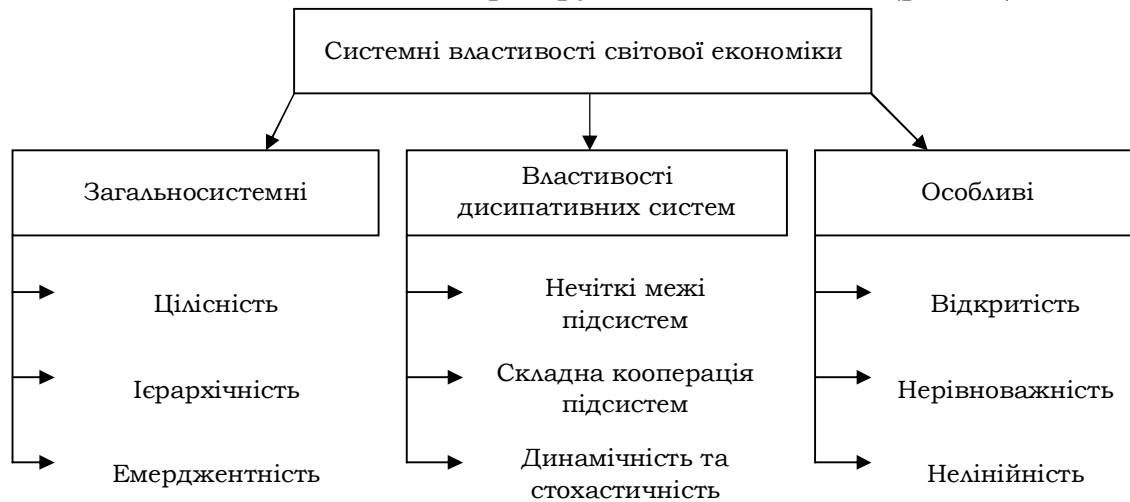 Системні властивості світової економіки
Загальносистемні
Властивості
дисипативних систем
Особливі
Цілісність
Нечіткі межі
підсистем
Відкритість
Ієрархічність
Складна кооперація
підсистем
Нерівноважність
Емерджентність
Динамічність та
стохастичність
Нелінійність